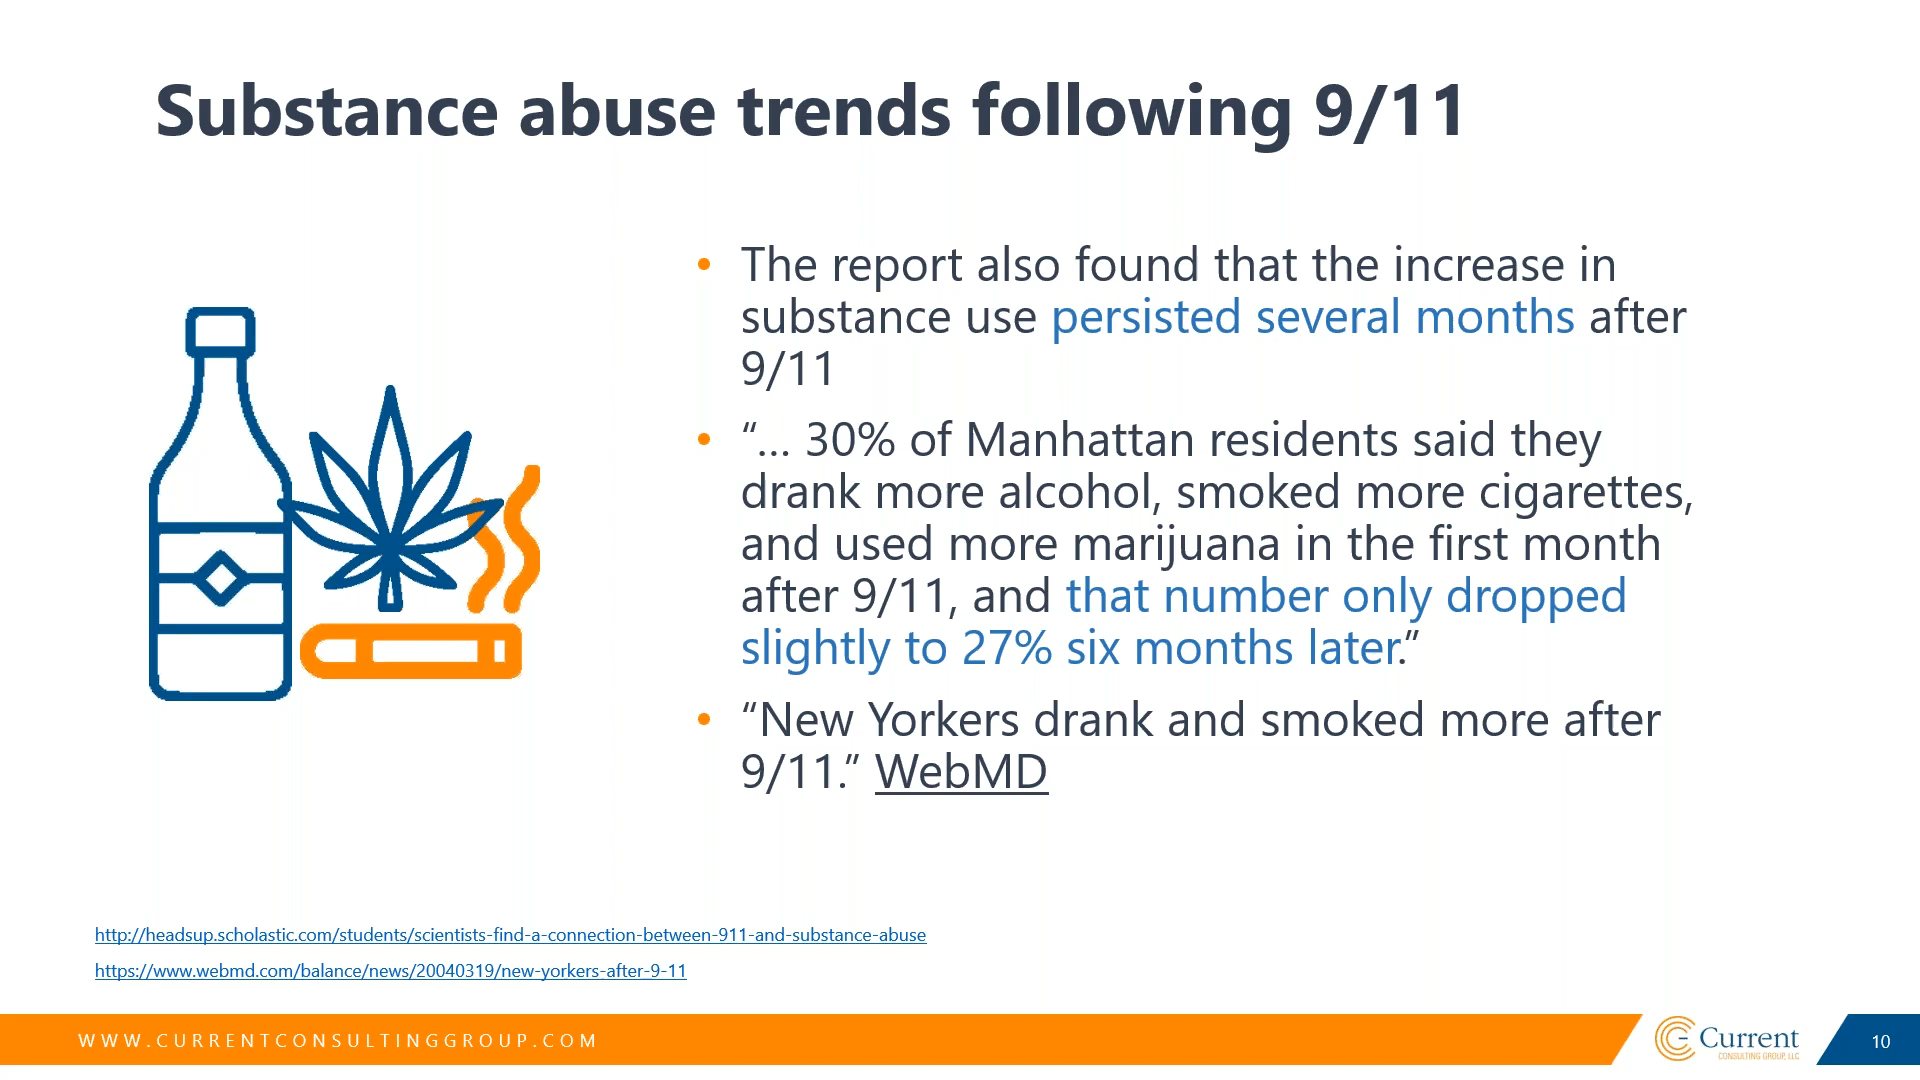 Substance abuse trends following 9/11
• The report also found that the increase in
substance use persisted several months after
9/11
• “... 30% of Manhattan residents said they
drank more alcohol, smoked more cigarettes,
and used more marijuana in the first month
after 9/11, and that number only dropped
slightly to 27% six months later.”
• “New Yorkers drank and smoked more after
9/11.” WebMD
http://headsup.scholastic.com/students/scientists-find-a-connection-between-911-and-substance-abuse
https://www.webmd.com/balance/news/20040319/new-yorkers-after-9-11
WWW.CURRENTCONSULTINGGROUP.COM
Current
CONSULTING GROUP, LLC
10